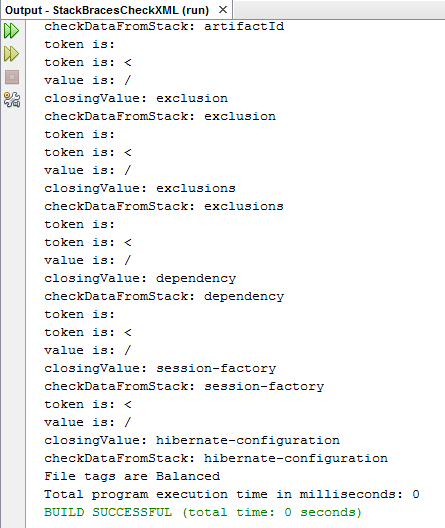 Output - StackBracesCheckXML (run) ×
checkDataFromStack: artifactId
token is:
token is: <
value is: /
closingValue: exclusion
checkDataFromStack: exclusion
token is:
token is: <
value is: /
closingValue: exclusions
checkDataFromStack: exclusions
token is:
token is: <
value is: /
closingValue: dependency
checkDataFromStack: dependency
token is:
token is: <
value is: /
closingValue: session-factory
checkDataFromStack: session-factory
token is: <
value is: /
closingValue: hibernate-configuration
checkDataFromStack: hibernate-configuration
File tags are Balanced
Total program execution time in milliseconds: 0
BUILD SUCCESSFUL (total time: 0 seconds)